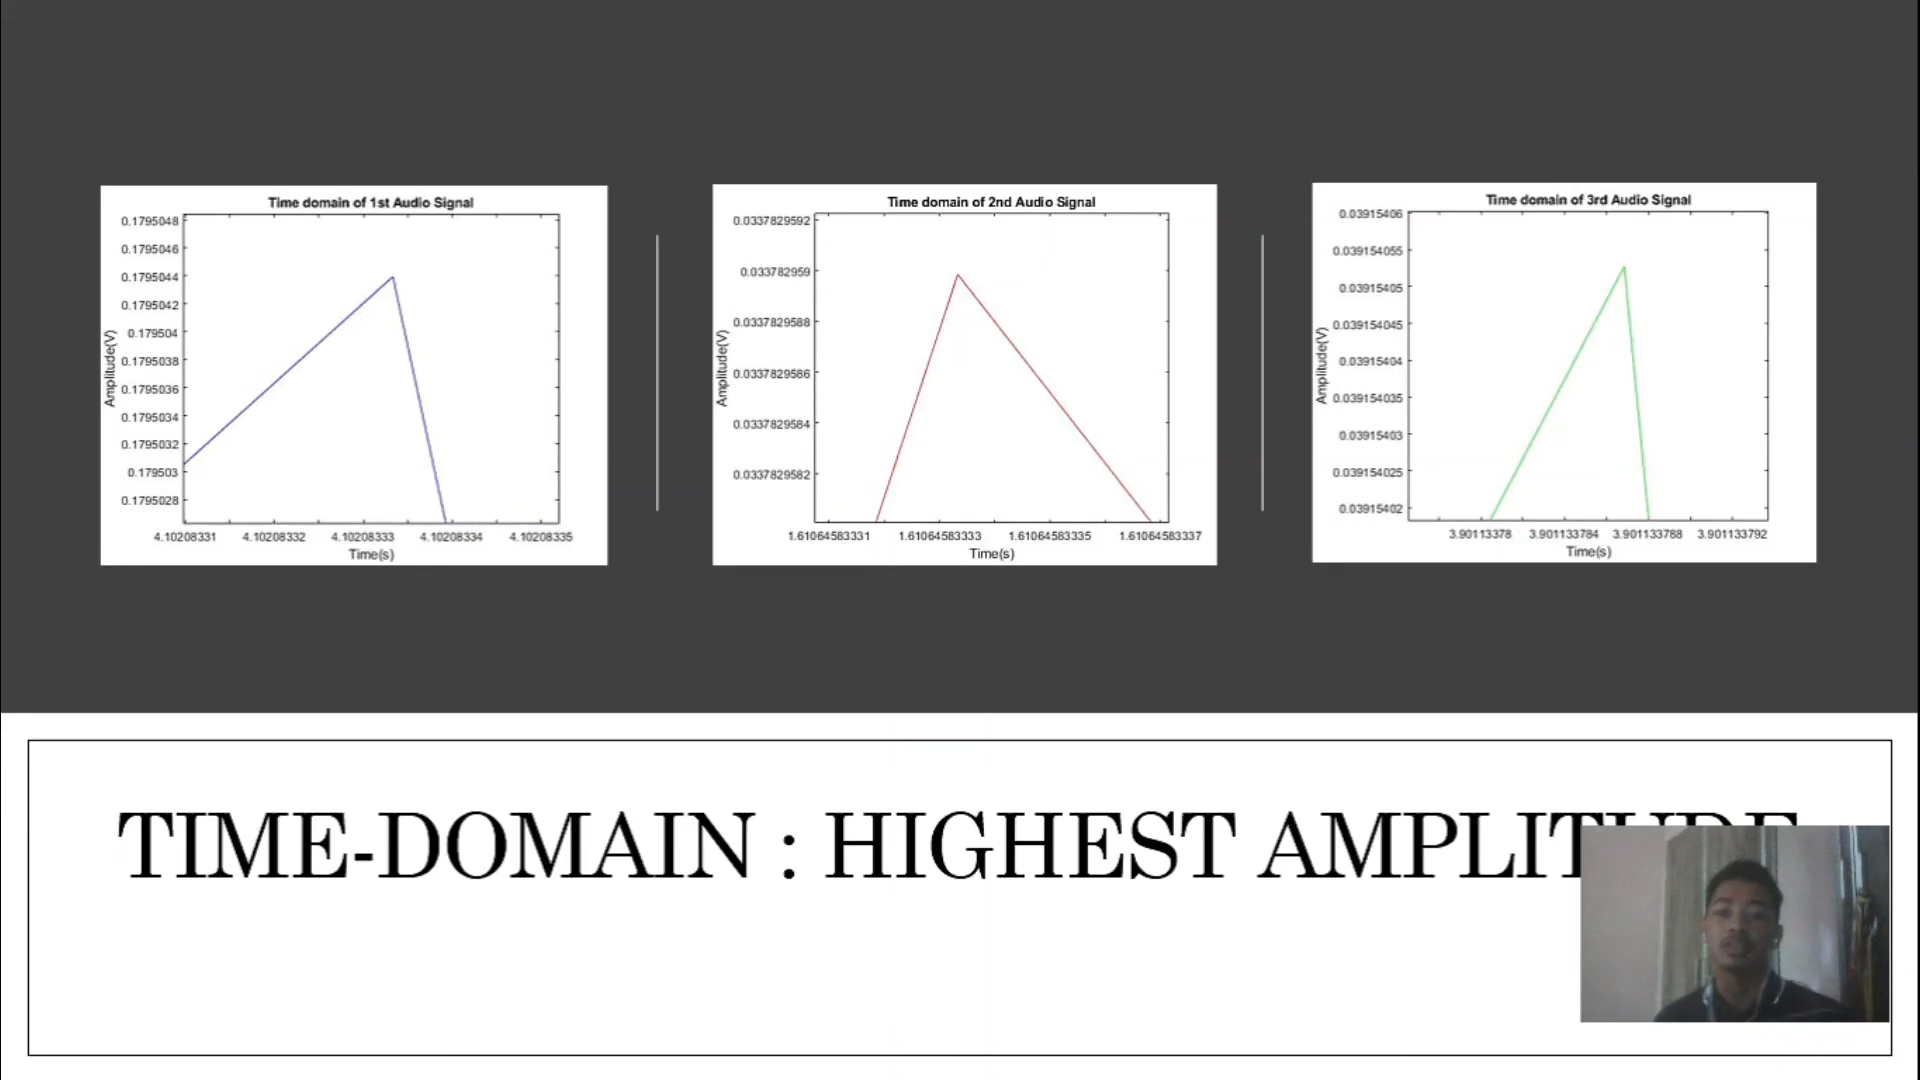 Time domain of 1st Audio Signal
0.1795048
0.1795046
0.1795044
0.1795042
0.179504
0.1795038
0.1795036
0.1795034
0.1795032
0.179503
0.1795028
Amplitude(V)
4.10208331 4.10208332 4.10208333 4.10208334 4.10208335
Time(s)
Time domain of 2nd Audio Signal
0.0337829592
0.033782959
0.0337829588
0.0337829586
0.0337829584
0.0337829582
Amplitude(V)
1.61064583331 1.61064583333 1.61064583335 1.61064583337
Time(s)
Time domain of 3rd Audio Signal
0.03915406
0.039154055
0.03915405
0.039154045
0.03915404
0.039154035
0.03915403
0.039154025
0.03915402
Amplitude(V)
3.90113378 3.901133784 3.901133788 3.901133792
Time(s)
TIME-DOMAIN : HIGHEST AMPLITUDE